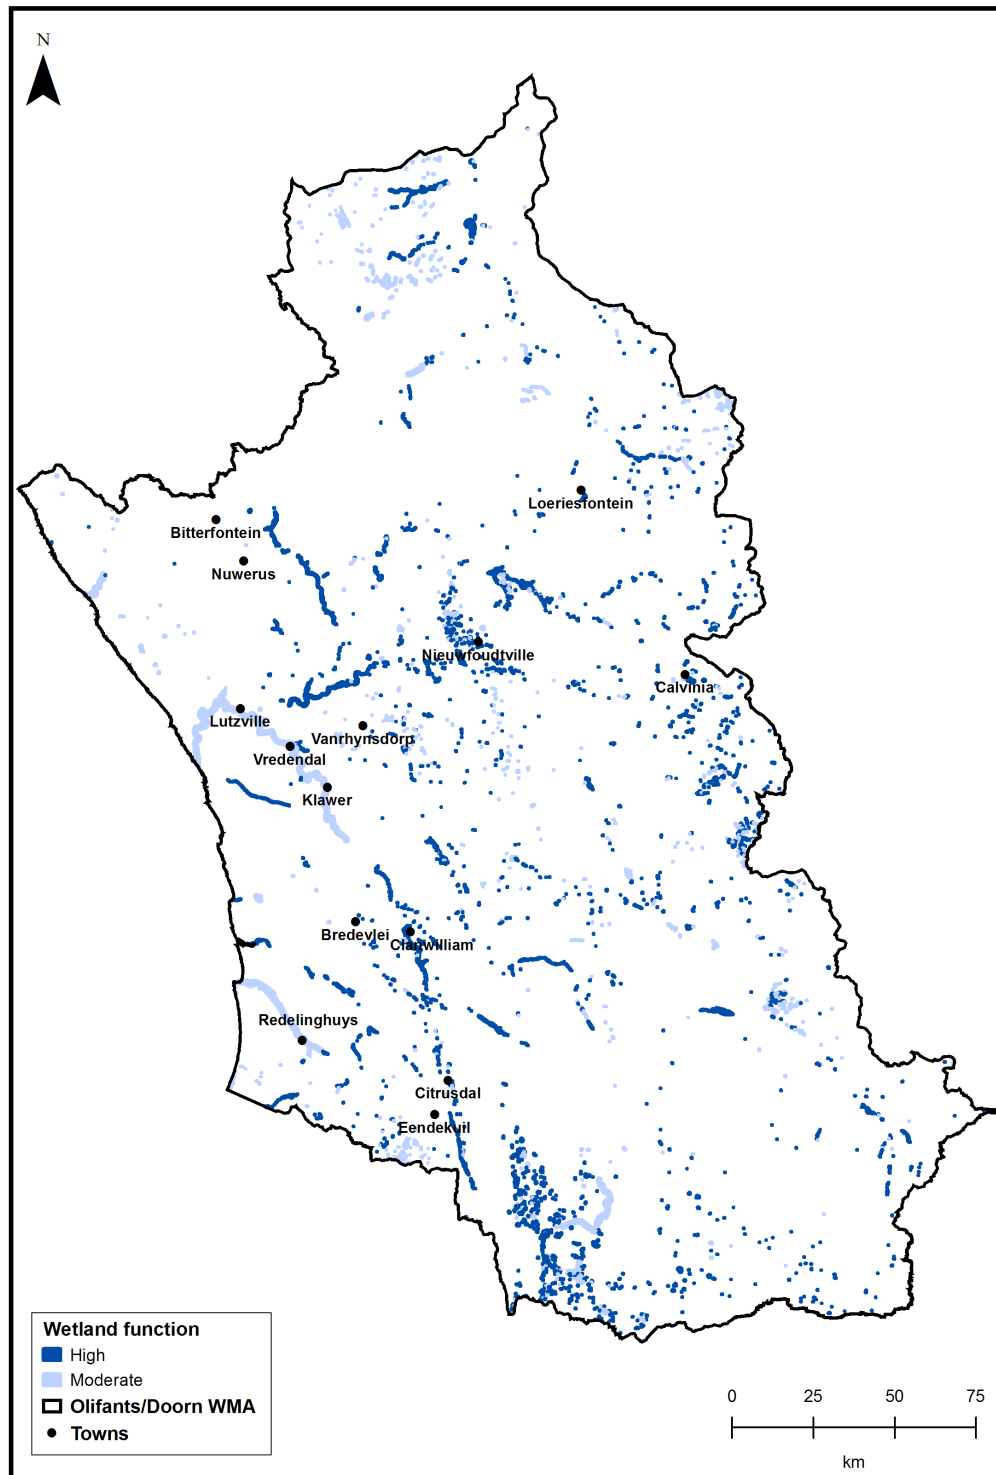 N
Loeriesfontein
Bitterfontein
Nuwerus
Nieuwfoudtville
Calvinia
Lutzville
Vanrhynsdorp
Vredendal
Klawer
Bredevlei
Clanwilliam
Redelinghuys
Citrusdal
Eendekuil
Wetland function
High
Moderate
Olifants/Doorn WMA
Towns
0 25 50 75
km